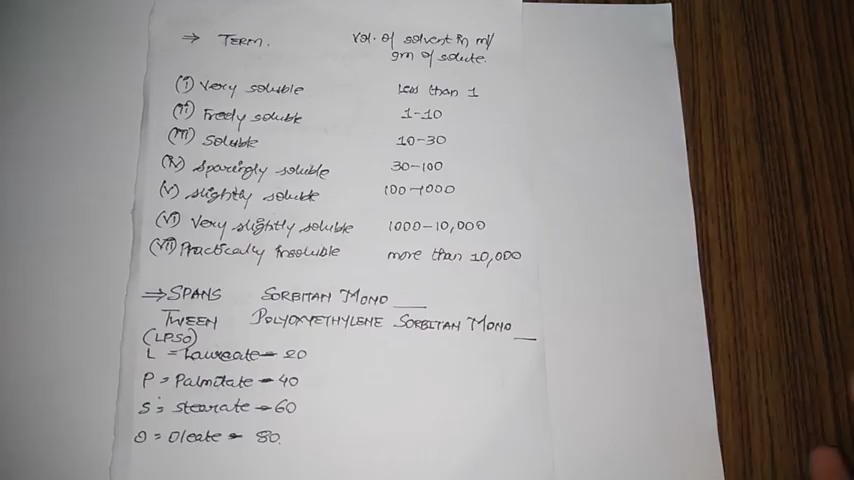 ⇒ TERM. Vol. of solvent in ml/
gm of solute.
(i) Very soluble Less than 1
(ii) Freely soluble 1-10
(iii) Soluble 10-30
(iv) Sparingly soluble 30-100
(v) slightly soluble 100-1000
(vi) Very slightly soluble 1000-10,000
(vii) Practically insoluble more than 10,000
⇒ SPANS SORBITAN MONO ___
TWEEN POLYOXYETHYLENE SORBITAN MONO ___
(LPSO)
L = Laureate - 20
P = Palmitate - 40
S = stearate - 60
O = Oleate - 80.